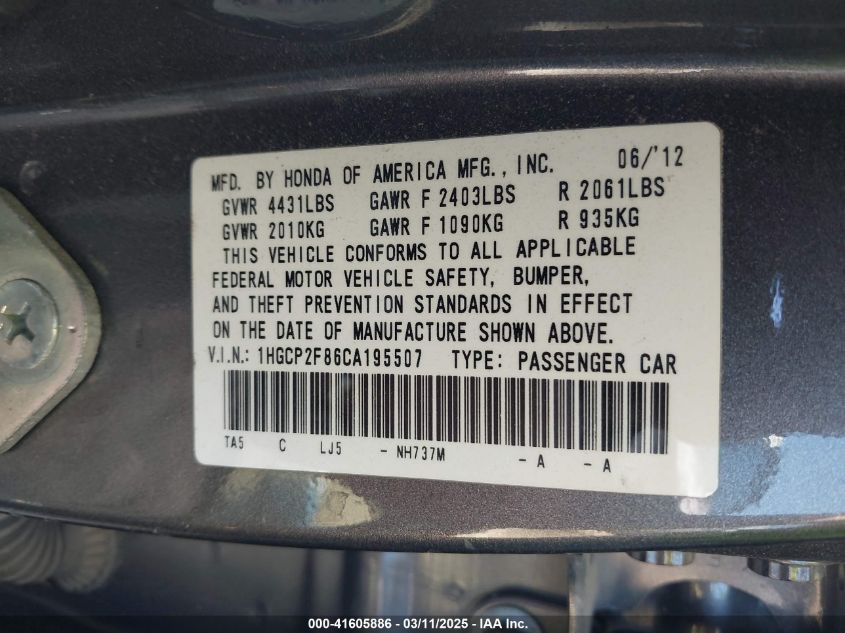 MFD. BY HONDA OF AMERICA MFG., INC. 06/'12
GVWR 4431LBS GAWR F 2403LBS R 2061LBS
GVWR 2010KG GAWR F 1090KG R 935KG
THIS VEHICLE CONFORMS TO ALL APPLICABLE
FEDERAL MOTOR VEHICLE SAFETY, BUMPER,
AND THEFT PREVENTION STANDARDS IN EFFECT
ON THE DATE OF MANUFACTURE SHOWN ABOVE.
V.I.N.: 1HGCP2F86CA195507 TYPE: PASSENGER CAR
TA5 C LJ5 - NH737M - A - A
000-41605886 - 03/11/2025 - IAA Inc.